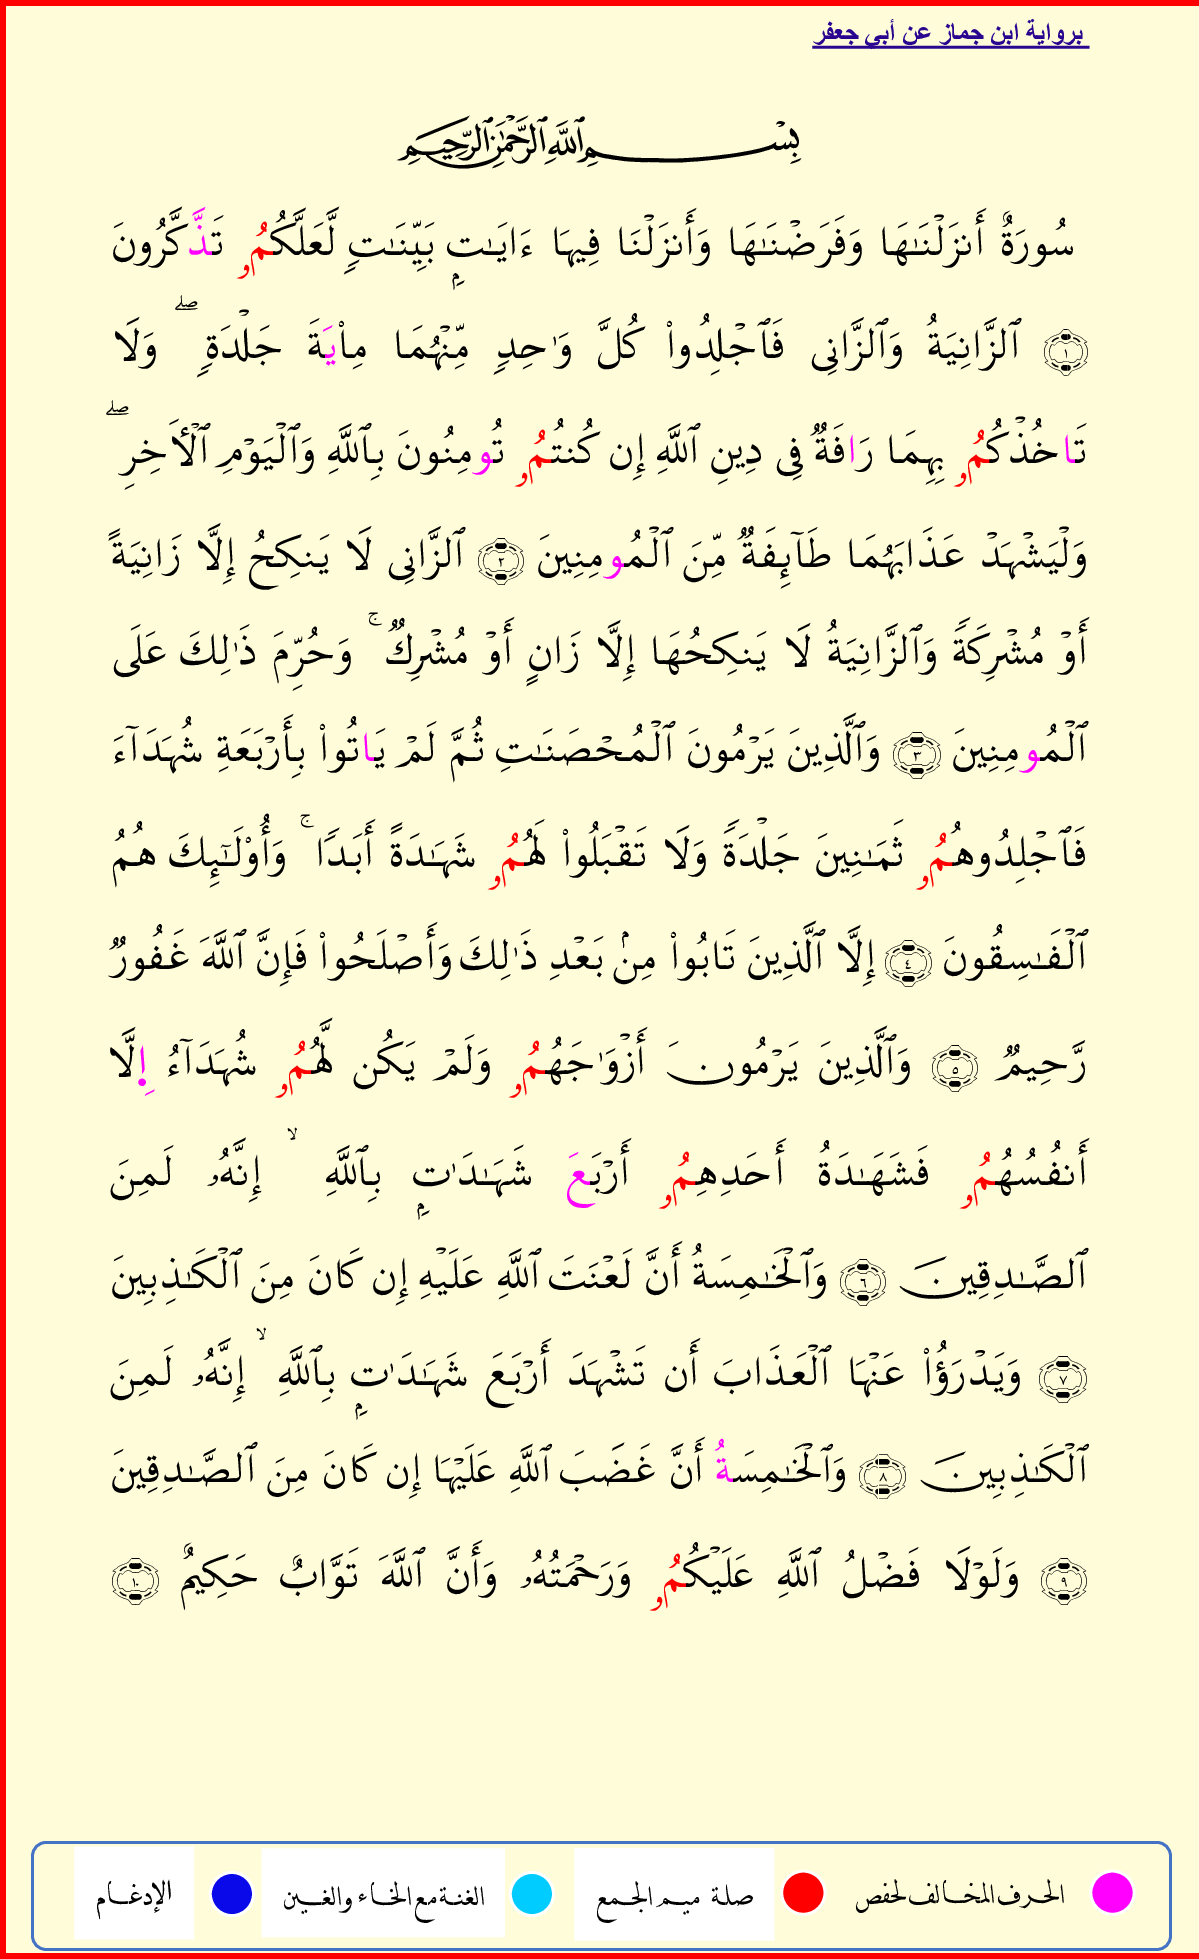 برواية ابن جماز عن أبي جعفر
بِسْمِ ٱللَّهِ ٱلرَّحْمَٰنِ ٱلرَّحِيمِ
سُورَةٌ أَنزَلْنَـٰهَا وَفَرَضْنَـٰهَا وَأَنزَلْنَا فِيهَا ءَايَـٰتِۭ بَيِّنَـٰتٍ لَّعَلَّكُمُۥ تَذَّكَّرُونَ
١ ٱلزَّانِيَةُ وَٱلزَّانِى فَٱجْلِدُوا۟ كُلَّ وَٰحِدٍ مِّنْهُمَا مِا۟يَةَ جَلْدَةٍ ۖ وَلَا
تَاخُذْكُمُۥ بِهِمَا رَافَةٌ فِى دِينِ ٱللَّهِ إِن كُنتُمُۥ تُومِنُونَ بِٱللَّهِ وَٱلْيَوْمِ ٱلْـَٔاخِرِ ۖ
وَلْيَشْهَدْ عَذَابَهُمَا طَآئِفَةٌ مِّنَ ٱلْمُومِنِينَ ٢ ٱلزَّانِى لَا يَنكِحُ إِلَّا زَانِيَةً
أَوْ مُشْرِكَةً وَٱلزَّانِيَةُ لَا يَنكِحُهَا إِلَّا زَانٍ أَوْ مُشْرِكٌ ۚ وَحُرِّمَ ذَٰلِكَ عَلَى
ٱلْمُومِنِينَ ٣ وَٱلَّذِينَ يَرْمُونَ ٱلْمُحْصَنَـٰتِ ثُمَّ لَمْ يَاتُوا۟ بِأَرْبَعَةِ شُهَدَآءَ
فَٱجْلِدُوهُمُۥ ثَمَـٰنِينَ جَلْدَةً وَلَا تَقْبَلُوا۟ لَهُمُۥ شَهَـٰدَةً أَبَدًا ۚ وَأُو۟لَـٰٓئِكَ هُمُ
ٱلْفَـٰسِقُونَ ٤ إِلَّا ٱلَّذِينَ تَابُوا۟ مِنۢ بَعْدِ ذَٰلِكَ وَأَصْلَحُوا۟ فَإِنَّ ٱللَّهَ غَفُورٌ
رَّحِيمٌ ٥ وَٱلَّذِينَ يَرْمُونَ أَزْوَٰجَهُمُۥ وَلَمْ يَكُن لَّهُمُۥ شُهَدَآءُ اِ۬لَّا
أَنفُسُهُمُۥ فَشَهَـٰدَةُ أَحَدِهِمُۥ أَرْبَعَ شَهَـٰدَٰتِۭ بِٱللَّهِ ۙ إِنَّهُۥ لَمِنَ
ٱلصَّـٰدِقِينَ ٦ وَٱلْخَـٰمِسَةُ أَنَّ لَعْنَتَ ٱللَّهِ عَلَيْهِ إِن كَانَ مِنَ ٱلْكَـٰذِبِينَ
٧ وَيَدْرَؤُا۟ عَنْهَا ٱلْعَذَابَ أَن تَشْهَدَ أَرْبَعَ شَهَـٰدَٰتِۭ بِٱللَّهِ ۙ إِنَّهُۥ لَمِنَ
ٱلْكَـٰذِبِينَ ٨ وَٱلْخَـٰمِسَةُ أَنَّ غَضَبَ ٱللَّهِ عَلَيْهَا إِن كَانَ مِنَ ٱلصَّـٰدِقِينَ
٩ وَلَوْلَا فَضْلُ ٱللَّهِ عَلَيْكُمُۥ وَرَحْمَتُهُۥ وَأَنَّ ٱللَّهَ تَوَّابٌ حَكِيمٌ ١٠
الحرف المخالف لحفص صلة ميم الجمع الغنة مع الخاء والغين الإدغام